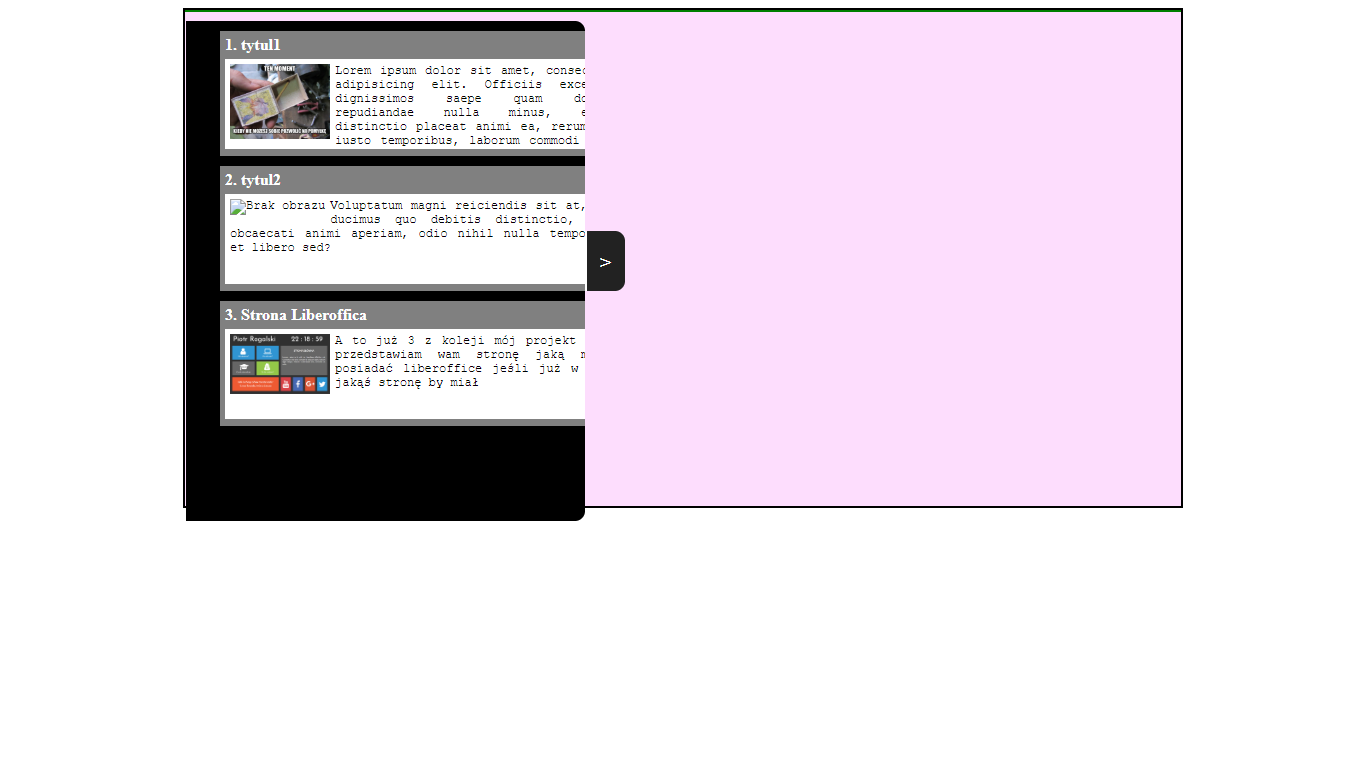 1. tytul1
TEN MOMENT
KIEDY NIE MOŻESZ SOBIE POZWOLIĆ NA POMYŁKĘ
Lorem ipsum dolor sit amet, consec
adipisicing elit. Officiis exce
dignissimos saepe quam do
repudiandae nulla minus, e
distinctio placeat animi ea, rerum
iusto temporibus, laborum commodi
2. tytul2
Brak obrazu Voluptatum magni reiciendis sit at,
ducimus quo debitis distinctio,
obcaecati animi aperiam, odio nihil nulla tempo
et libero sed?
>
3. Strona Liberoffica
Piotr Rogalski 22:18:59
A to już 3 z koleji mój projekt
przedstawiam wam stronę jaką m
posiadać liberoffice jeśli już w
jakąś stronę by miał